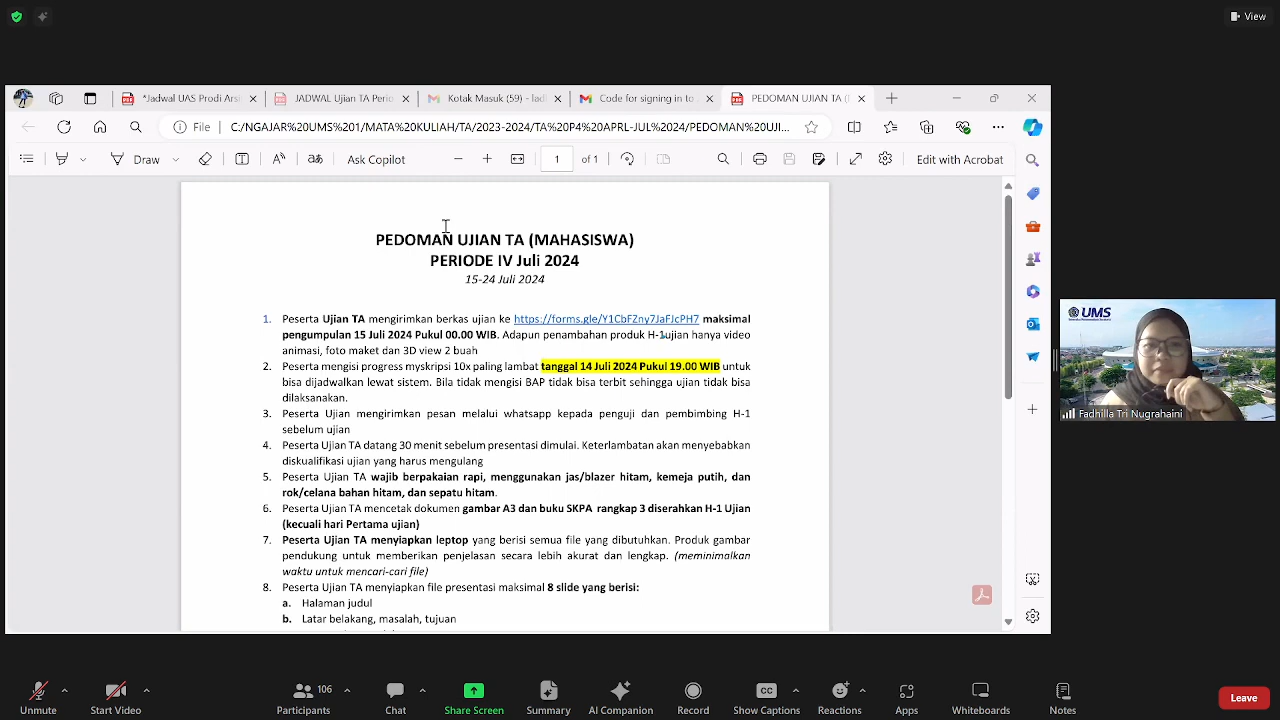 View
*Jadwal UAS Prodi Arsi
JADWAL Ujian TA Perio
Kotak Masuk (59) - ladi
Code for signing in to
PEDOMAN UJIAN TA (
File
C:/NGAJAR%20UMS%201/MATA%20KULIAH/TA/2023-2024/TA%20P4%20APRL-JUL%2024/PEDOMAN%20UJI...
Draw
Ask Copilot
1
of 1
Edit with Acrobat
PEDOMAN UJIAN TA (MAHASISWA)
PERIODE IV Juli 2024
15-24 Juli 2024
1. Peserta Ujian TA mengirimkan berkas ujian ke https://forms.gle/Y1CbFZny7JaFJcPH7 maksimal
pengumpulan 15 Juli 2024 Pukul 00.00 WIB. Adapun penambahan produk H-1ujian hanya video
animasi, foto maket dan 3D view 2 buah
2. Peserta mengisi progress myskripsi 10x paling lambat tanggal 14 Juli 2024 Pukul 19.00 WIB untuk
bisa dijadwalkan lewat sistem. Bila tidak mengisi BAP tidak bisa terbit sehingga ujian tidak bisa
dilaksanakan.
3. Peserta Ujian mengirimkan pesan melalui whatsapp kepada penguji dan pembimbing H-1
sebelum ujian
4. Peserta Ujian TA datang 30 menit sebelum presentasi dimulai. Keterlambatan akan menyebabkan
diskualifikasi ujian yang harus mengulang
5. Peserta Ujian TA wajib berpakaian rapi, menggunakan jas/blazer hitam, kemeja putih, dan
rok/celana bahan hitam, dan sepatu hitam.
6. Peserta Ujian TA mencetak dokumen gambar A3 dan buku SKPA rangkap 3 diserahkan H-1 Ujian
(kecuali hari Pertama ujian)
7. Peserta Ujian TA menyiapkan leptop yang berisi semua file yang dibutuhkan. Produk gambar
pendukung untuk memberikan penjelasan secara lebih akurat dan lengkap. (meminimalkan
waktu untuk mencari-cari file)
8. Peserta Ujian TA menyiapkan file presentasi maksimal 8 slide yang berisi:
a. Halaman judul
b. Latar belakang, masalah, tujuan
UMS
Fadhilla Tri Nugrahaini
Unmute
Start Video
106
Participants
Chat
Share Screen
Summary
AI Companion
Record
CC
Show Captions
Reactions
Apps
Whiteboards
Notes
Leave